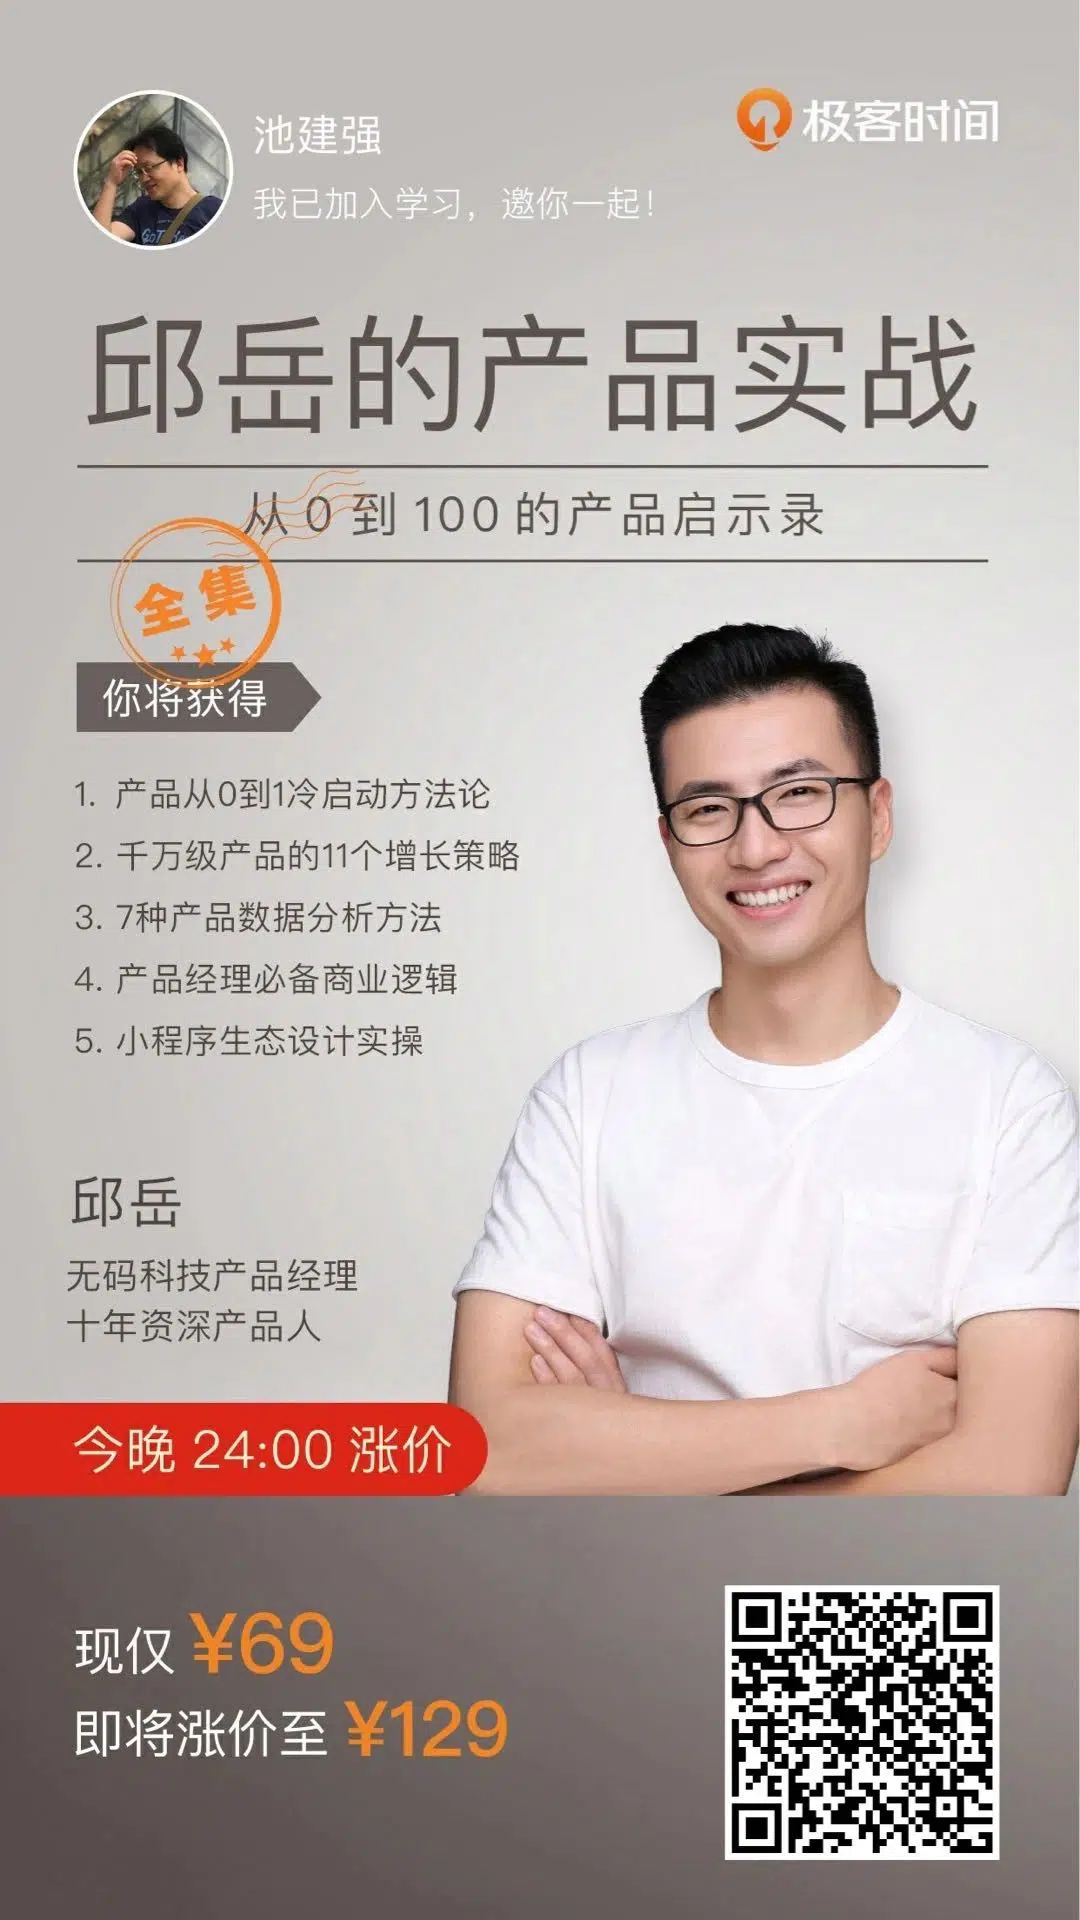 池建强
极客时间
我已加入学习，邀你一起！
邱岳的产品实战
从 0 到 100 的产品启示录
全集
你将获得
1. 产品从0到1冷启动方法论
2. 千万级产品的11个增长策略
3. 7种产品数据分析方法
4. 产品经理必备商业逻辑
5. 小程序生态设计实操
邱岳
无码科技产品经理
十年资深产品人
今晚 24:00 涨价
现仅 ¥69
即将涨价至 ¥129